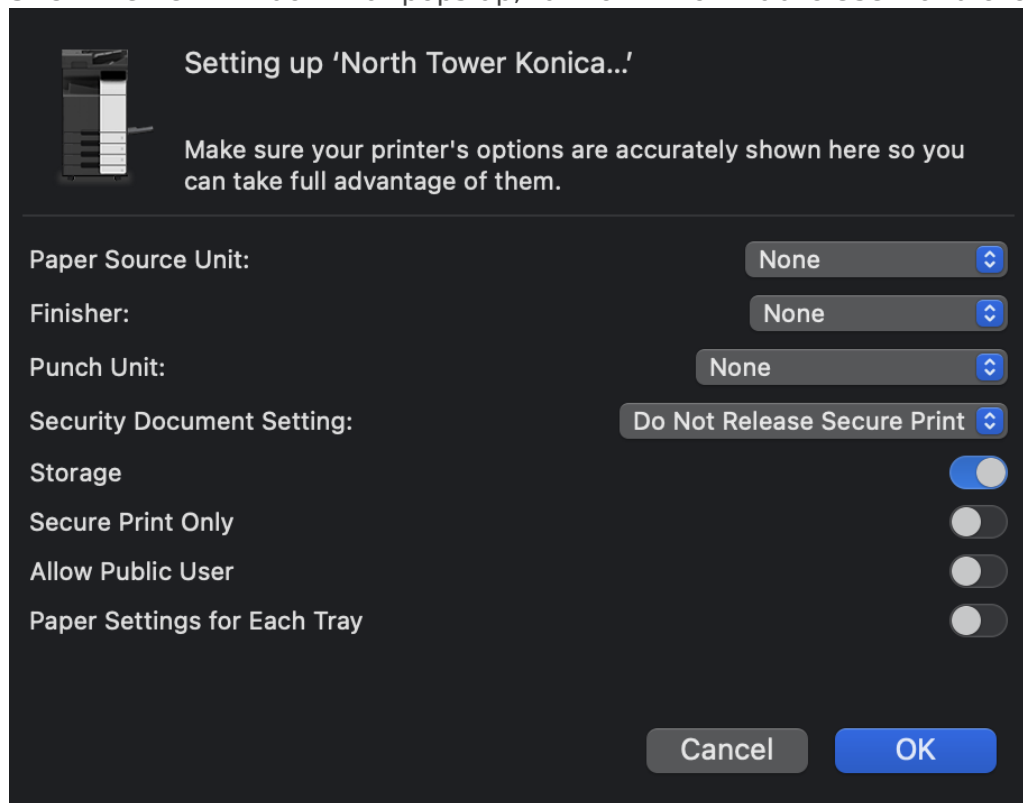 Setting up ‘North Tower Konica...’
Make sure your printer's options are accurately shown here so you
can take full advantage of them.
Paper Source Unit: None
Finisher: None
Punch Unit: None
Security Document Setting: Do Not Release Secure Print
Storage
Secure Print Only
Allow Public User
Paper Settings for Each Tray
Cancel OK